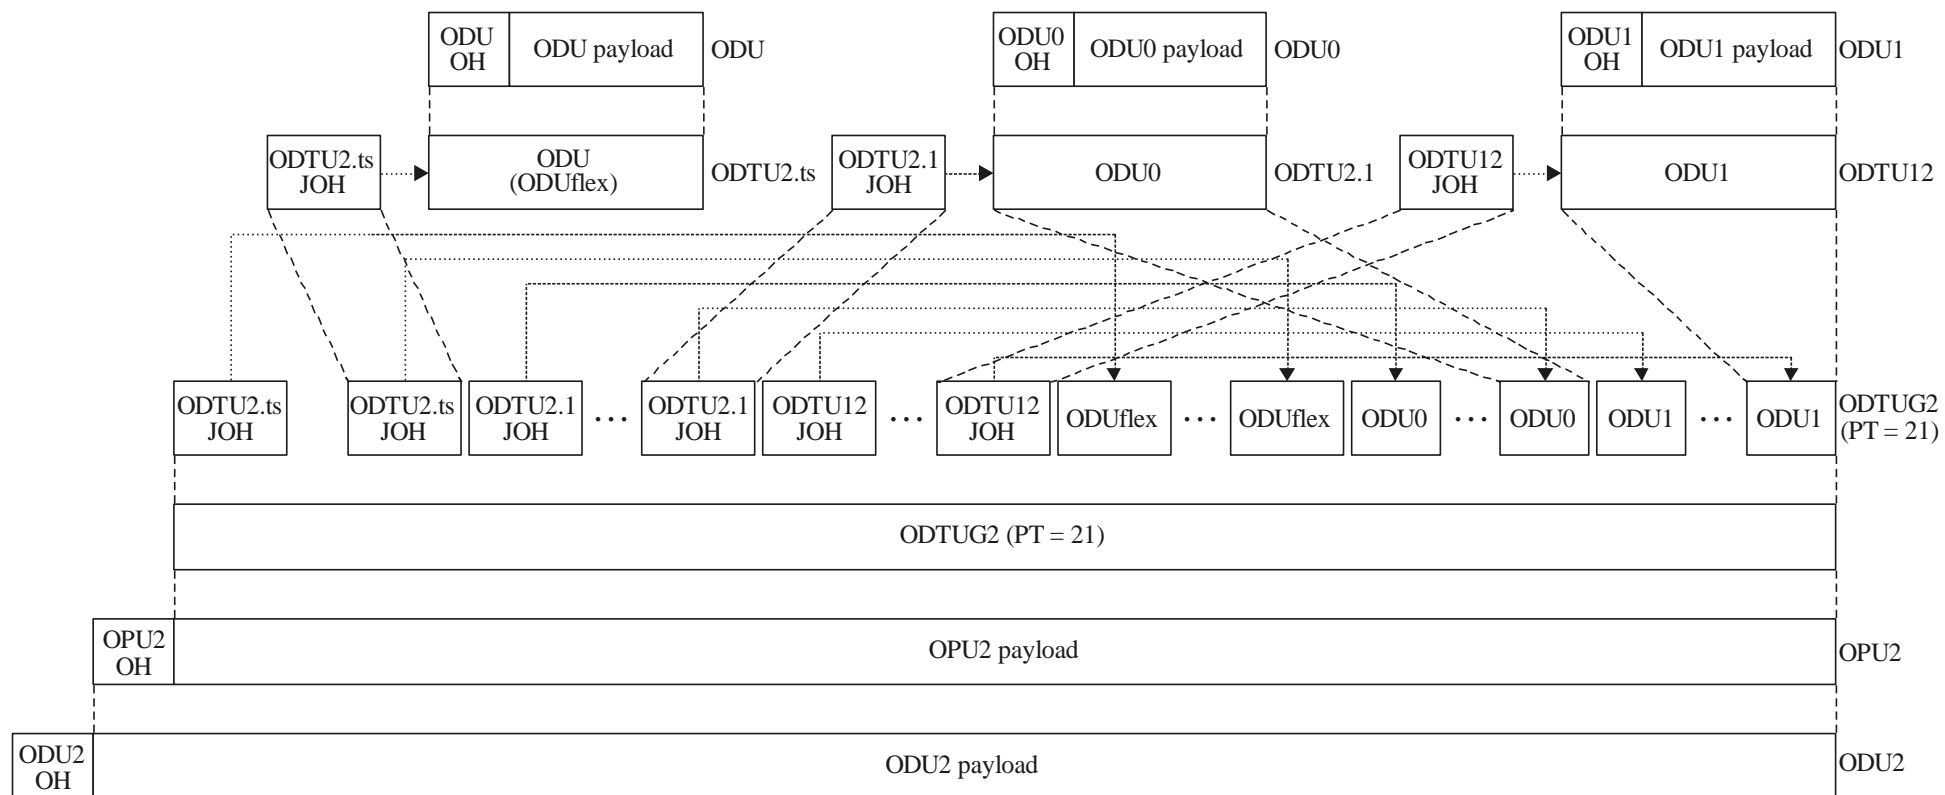 ODU
OH
ODU payload
ODU
ODU0
OH
ODU0 payload
ODU0
ODU1
OH
ODU1 payload
ODU1
ODTU2.ts
JOH
ODU
(ODUflex)
ODTU2.ts
ODTU2.1
JOH
ODU0
ODTU2.1
ODTU12
JOH
ODU1
ODTU12
ODTU2.ts
JOH
ODTU2.ts
JOH
ODTU2.1
JOH
...
ODTU2.1
JOH
ODTU12
JOH
...
ODTU12
JOH
ODUflex
...
ODUflex
ODU0
...
ODU0
ODU1
...
ODU1
ODTUG2
(PT = 21)
ODTUG2 (PT = 21)
OPU2
OH
OPU2 payload
OPU2
ODU2
OH
ODU2 payload
ODU2